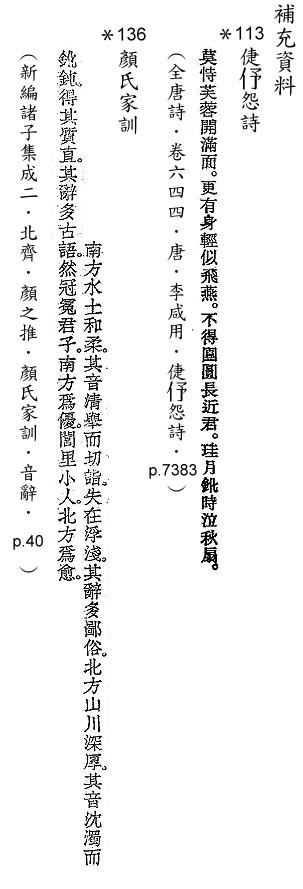 補充資料
＊113 倢伃怨詩
莫恃芙蓉開滿面。更有身輕似飛燕。不得團圓長近君。珪月鈋時泣秋扇。
（全唐詩．卷六四四．唐．李咸用．倢伃怨詩．p.7383）
＊136 顏氏家訓
南方水土和柔。其音清舉而切詣。失在浮淺。其辭多鄙俗。北方山川深厚。其音沈濁而
鈋鈍。得其質直。其辭多古語。然冠冕君子。南方爲優。閭里小人。北方爲愈。
（新編諸子集成二．北齊．顏之推．顏氏家訓．音辭．p.40）